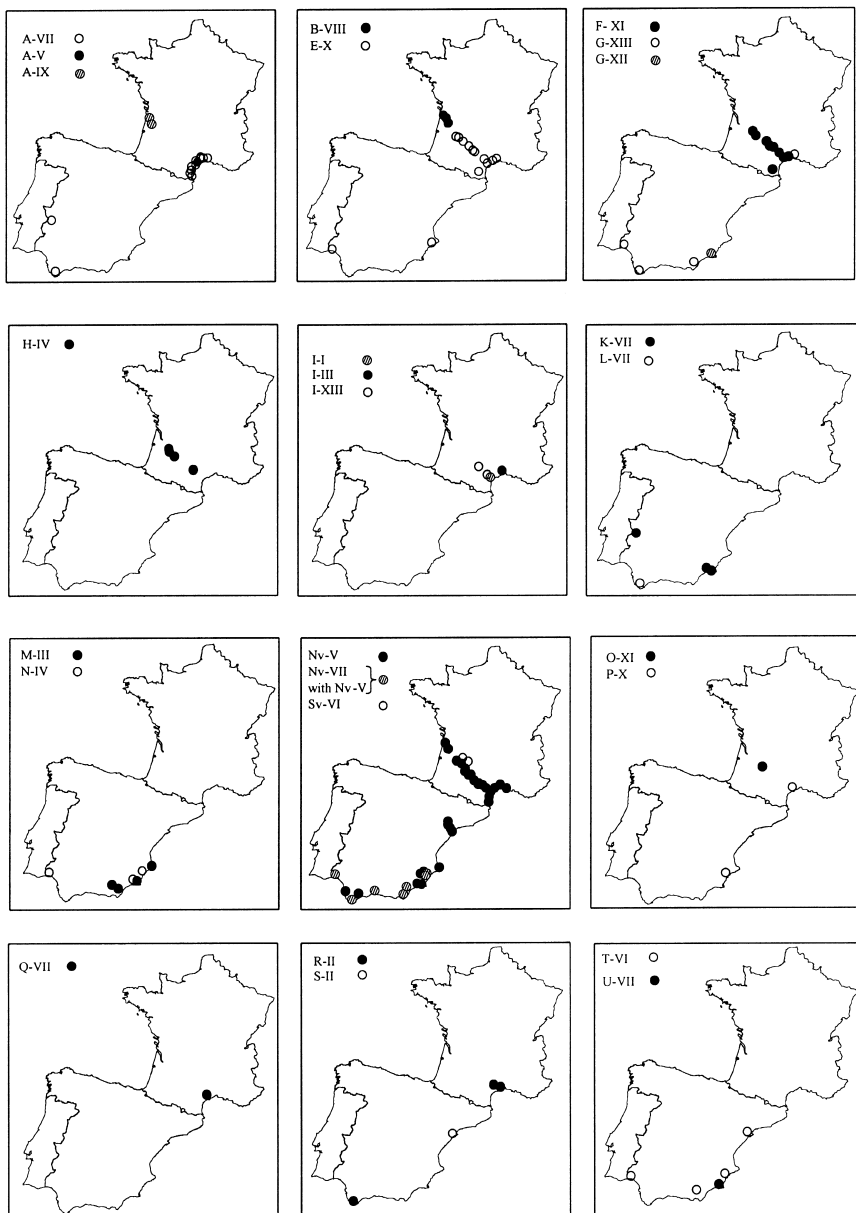 A-VII
A-V
A-IX
B-VIII
E-X
F- XI
G-XIII
G-XII
H-IV
I-I
I-III
I-XIII
K-VII
L-VII
M-III
N-IV
Nv-V
Nv-VII
with Nv -V
Sv-VI
O-XI
P-X
Q-VII
R-II
S-II
T-VI
U-VII